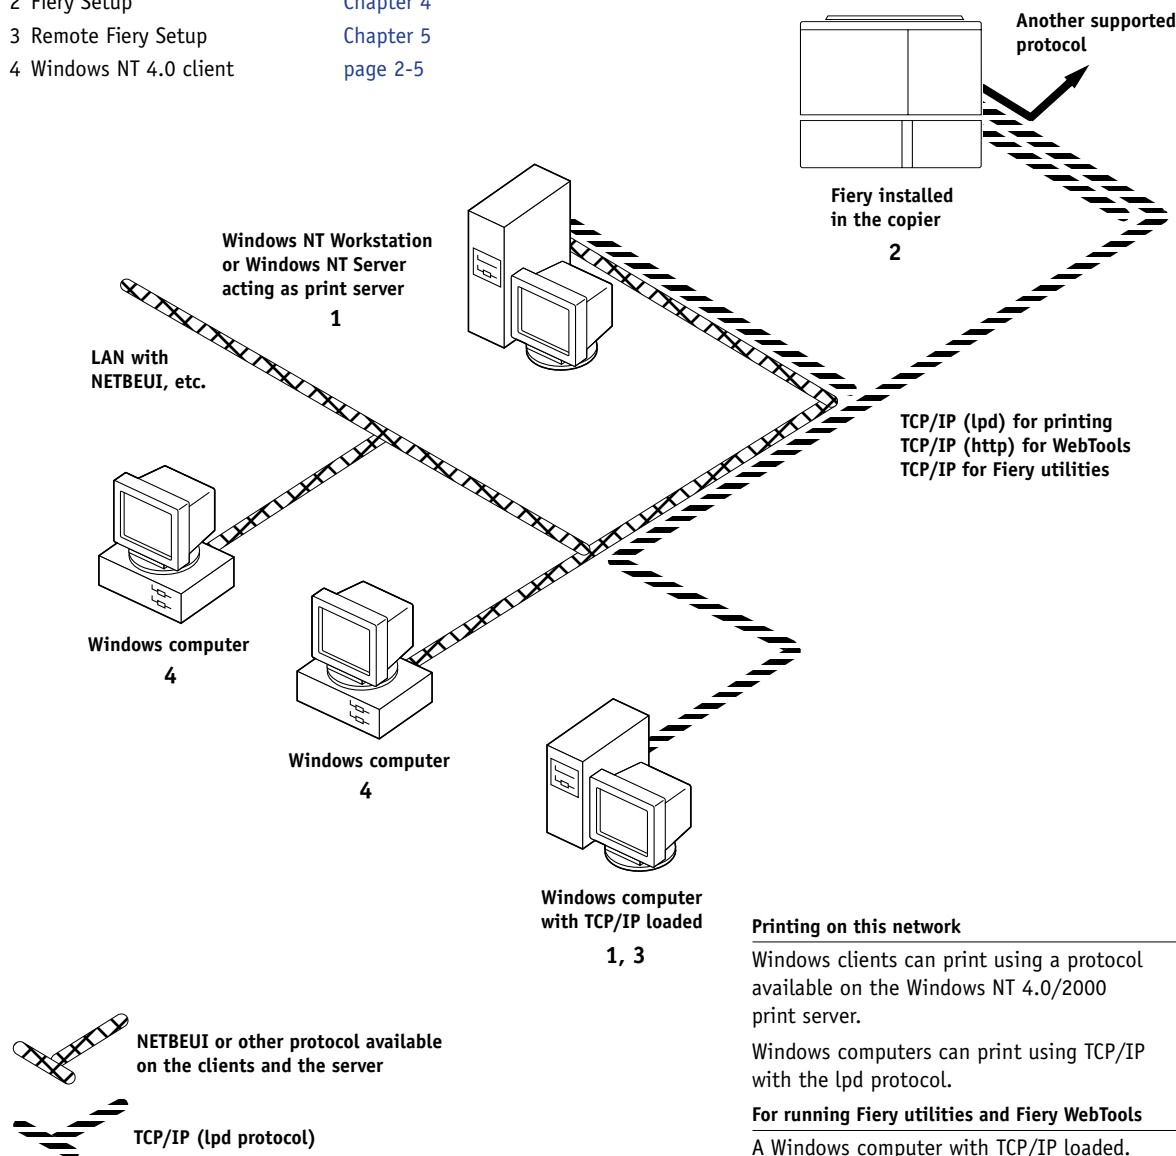 2 Fiery Setup Chapter 4
3 Remote Fiery Setup Chapter 5
4 Windows NT 4.0 client page 2-5
Another supported
protocol
Fiery installed
in the copier
2
Windows NT Workstation
or Windows NT Server
acting as print server
1
LAN with
NETBEUI, etc.
TCP/IP (lpd) for printing
TCP/IP (http) for WebTools
TCP/IP for Fiery utilities
Windows computer
4
Windows computer
4
Windows computer
with TCP/IP loaded
1, 3
Printing on this network
Windows clients can print using a protocol
available on the Windows NT 4.0/2000
print server.
Windows computers can print using TCP/IP
with the lpd protocol.
For running Fiery utilities and Fiery WebTools
A Windows computer with TCP/IP loaded.
NETBEUI or other protocol available
on the clients and the server
TCP/IP (lpd protocol)